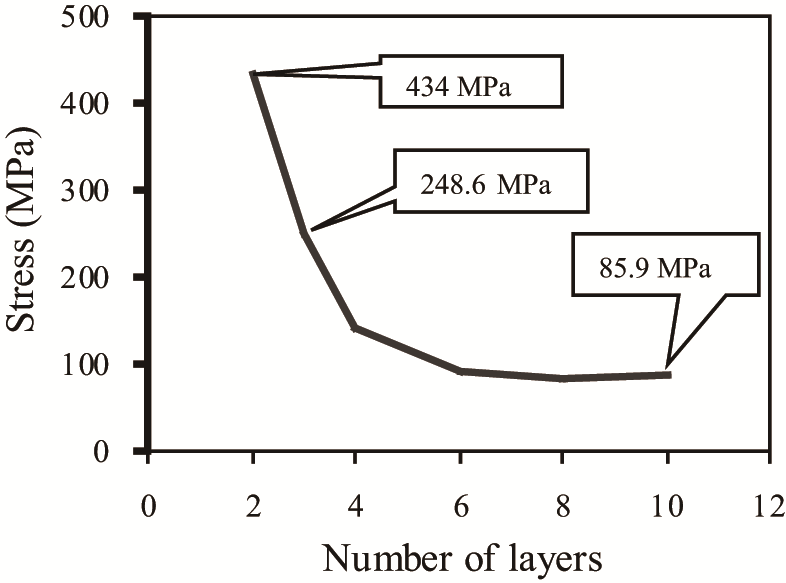 500
400
300
200
100
0
Stress (MPa)
434 MPa
248.6 MPa
85.9 MPa
0 2 4 6 8 10 12
Number of layers